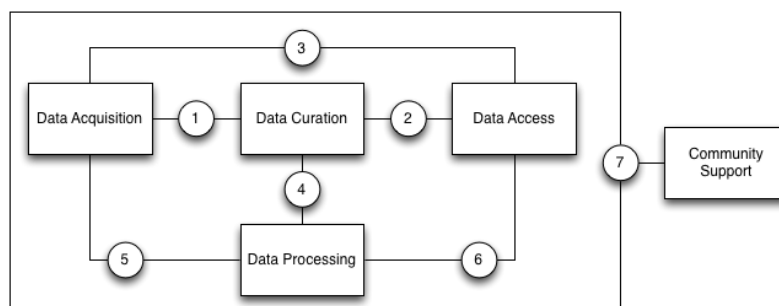 3
Data Acquisition
1
Data Curation
2
Data Access
7
Community
Support
4
5
Data Processing
6